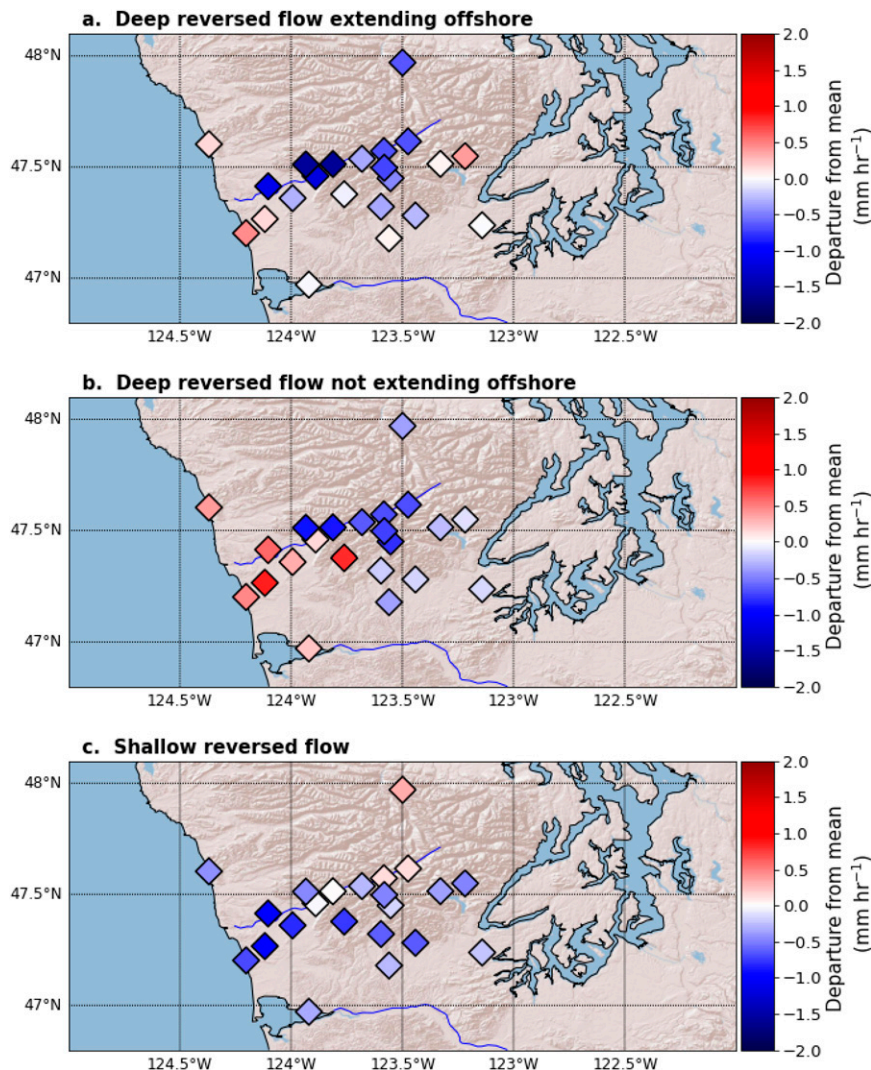 a. Deep reversed flow extending offshore
48°N
47.5°N
47°N
124.5°W 124°W 123.5°W 123°W 122.5°W
2.0
1.5
1.0
0.5
0.0
−0.5
−1.0
−1.5
−2.0
Departure from mean
(mm hr⁻¹)
b. Deep reversed flow not extending offshore
48°N
47.5°N
47°N
124.5°W 124°W 123.5°W 123°W 122.5°W
2.0
1.5
1.0
0.5
0.0
−0.5
−1.0
−1.5
−2.0
Departure from mean
(mm hr⁻¹)
c. Shallow reversed flow
48°N
47.5°N
47°N
124.5°W 124°W 123.5°W 123°W 122.5°W
2.0
1.5
1.0
0.5
0.0
−0.5
−1.0
−1.5
−2.0
Departure from mean
(mm hr⁻¹)